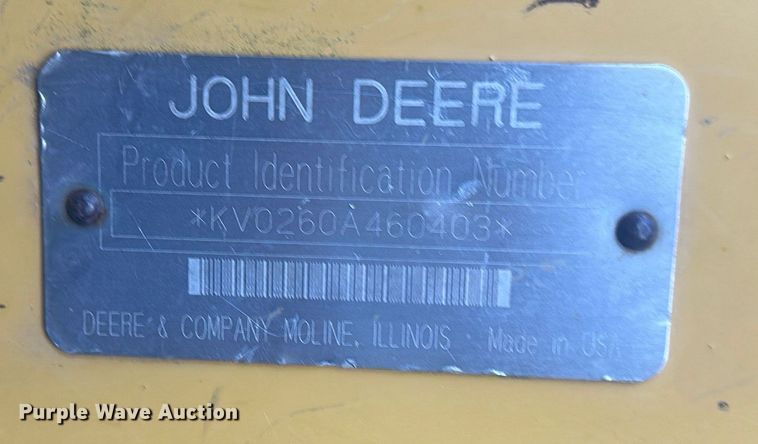 JOHN DEERE
Product Identification Number
*KV0260A460403*
DEERE & COMPANY MOLINE, ILLINOIS Made in USA
Purple Wave Auction